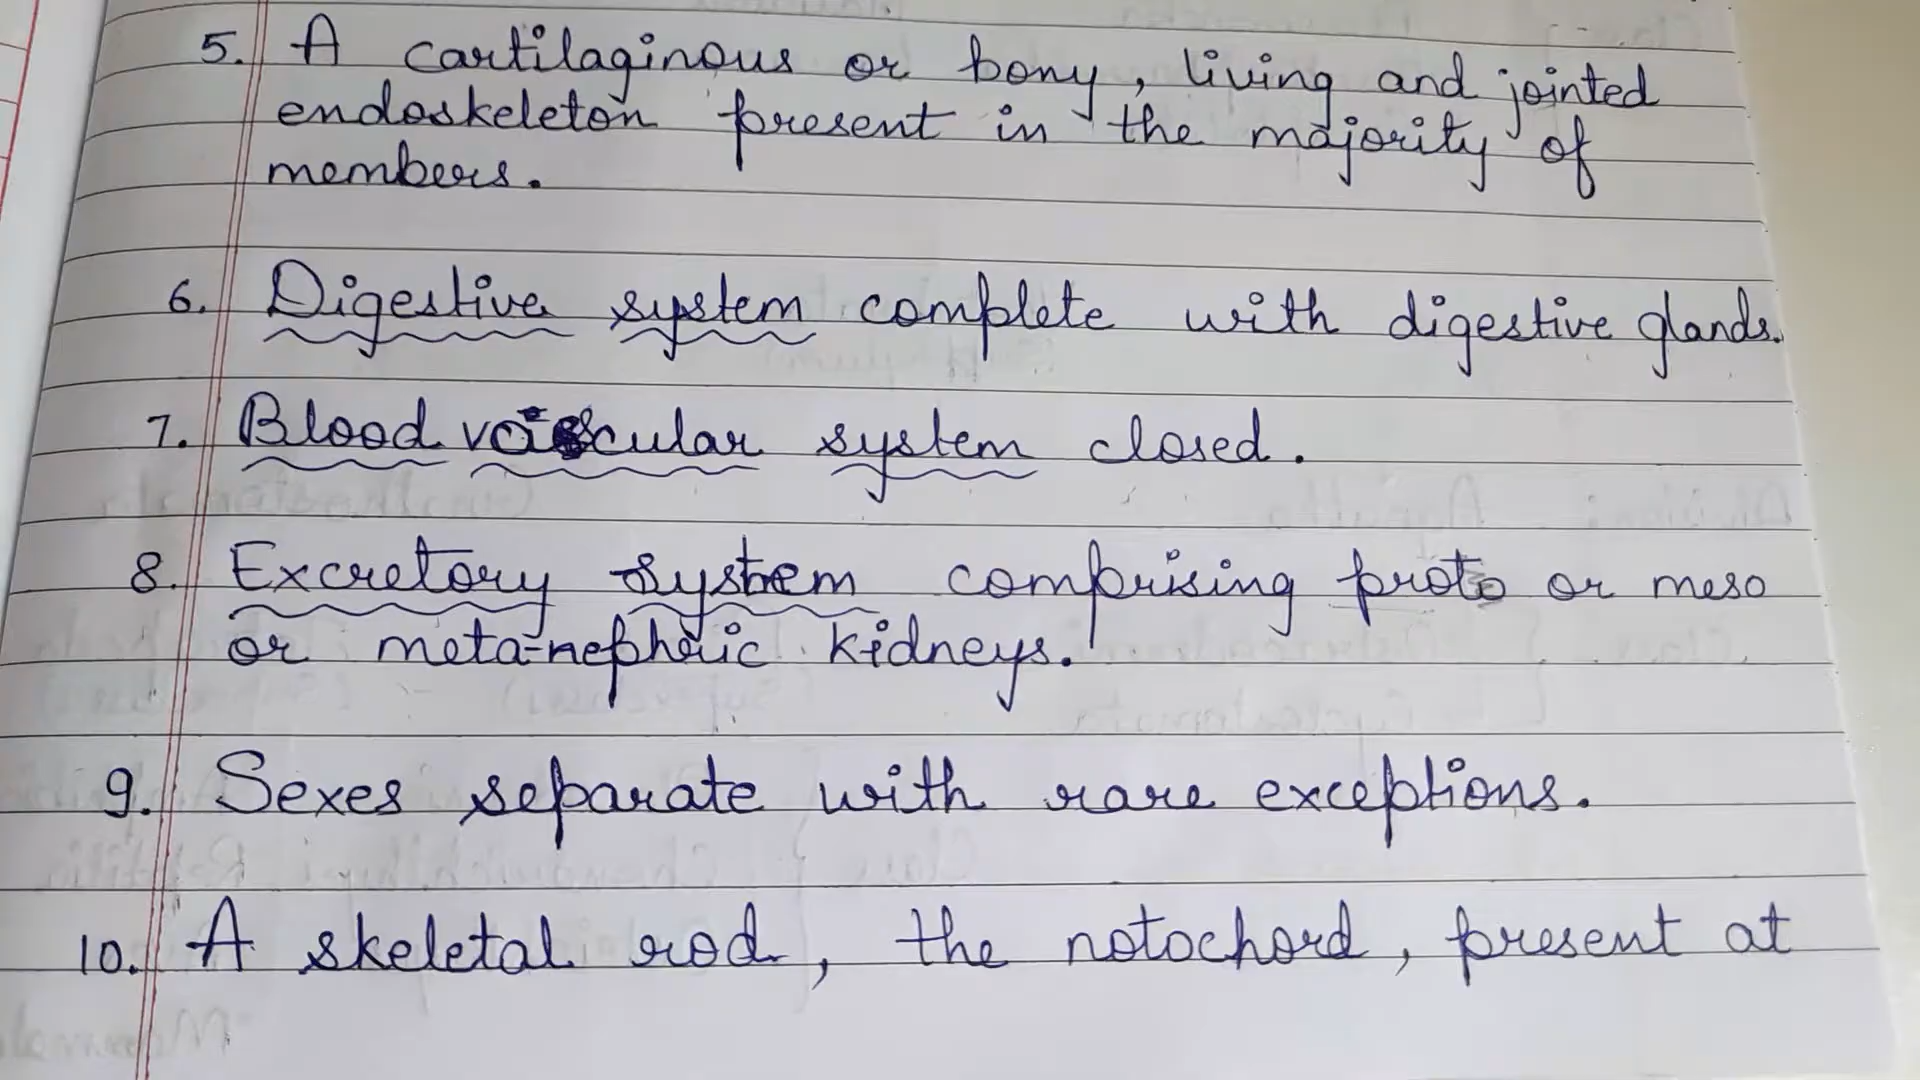 5. A cartilaginous or bony, living and jointed
endoskeleton present in the majority of
members.
6. Digestive system complete with digestive glands.
7. Blood vascular system closed.
8. Excretory system comprising proto or meso
or meta-nephric kidneys.
9. Sexes separate with rare exceptions.
10. A skeletal rod, the notochord, present at